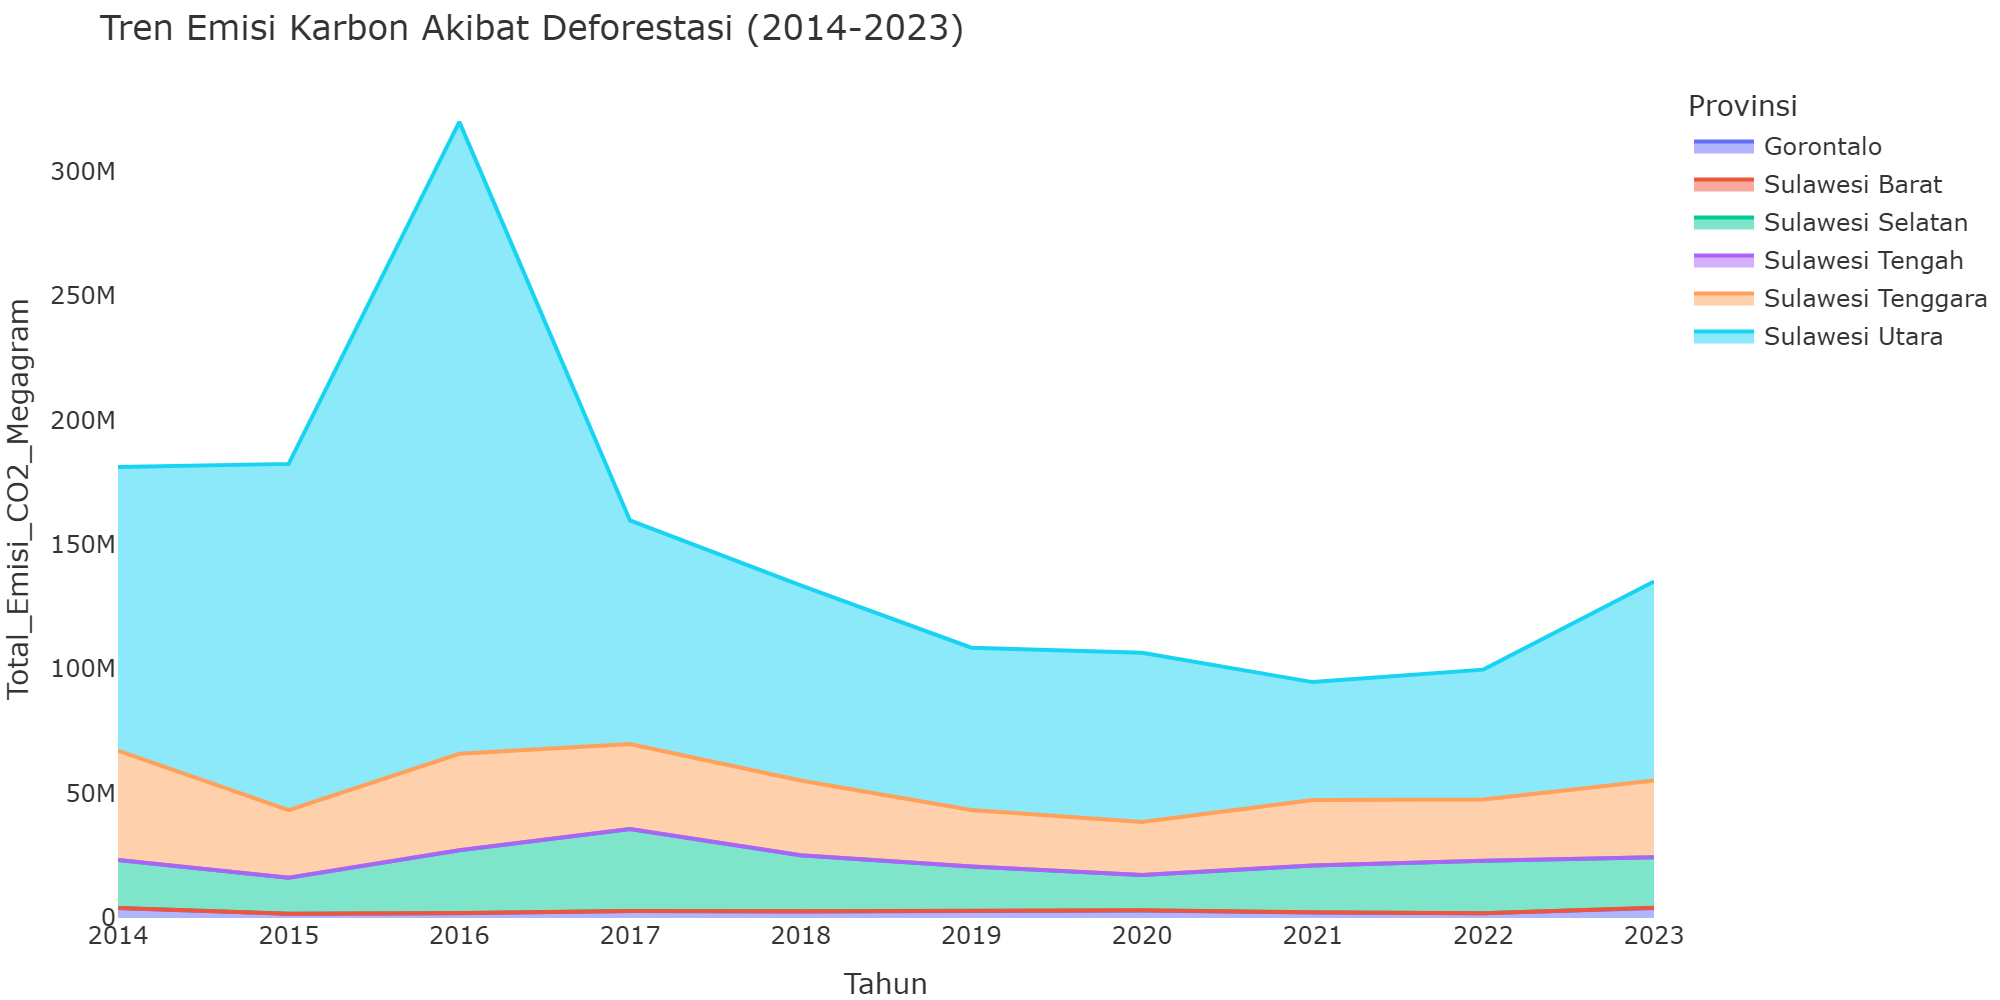 Tren Emisi Karbon Akibat Deforestasi (2014-2023)
Provinsi
Gorontalo
Sulawesi Barat
Sulawesi Selatan
Sulawesi Tengah
Sulawesi Tenggara
Sulawesi Utara
Total_Emisi_CO2_Megagram
300M
250M
200M
150M
100M
50M
0
2014 2015 2016 2017 2018 2019 2020 2021 2022 2023
Tahun